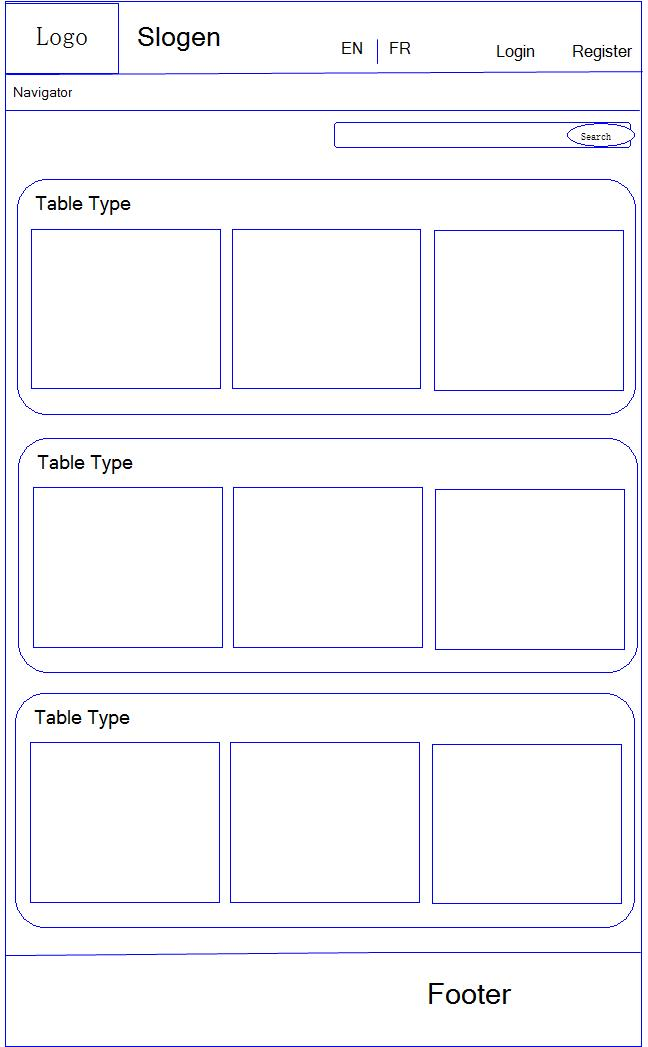 Logo
Slogen
EN | FR
Login
Register
Navigator
Search
Table Type
Table Type
Table Type
Footer